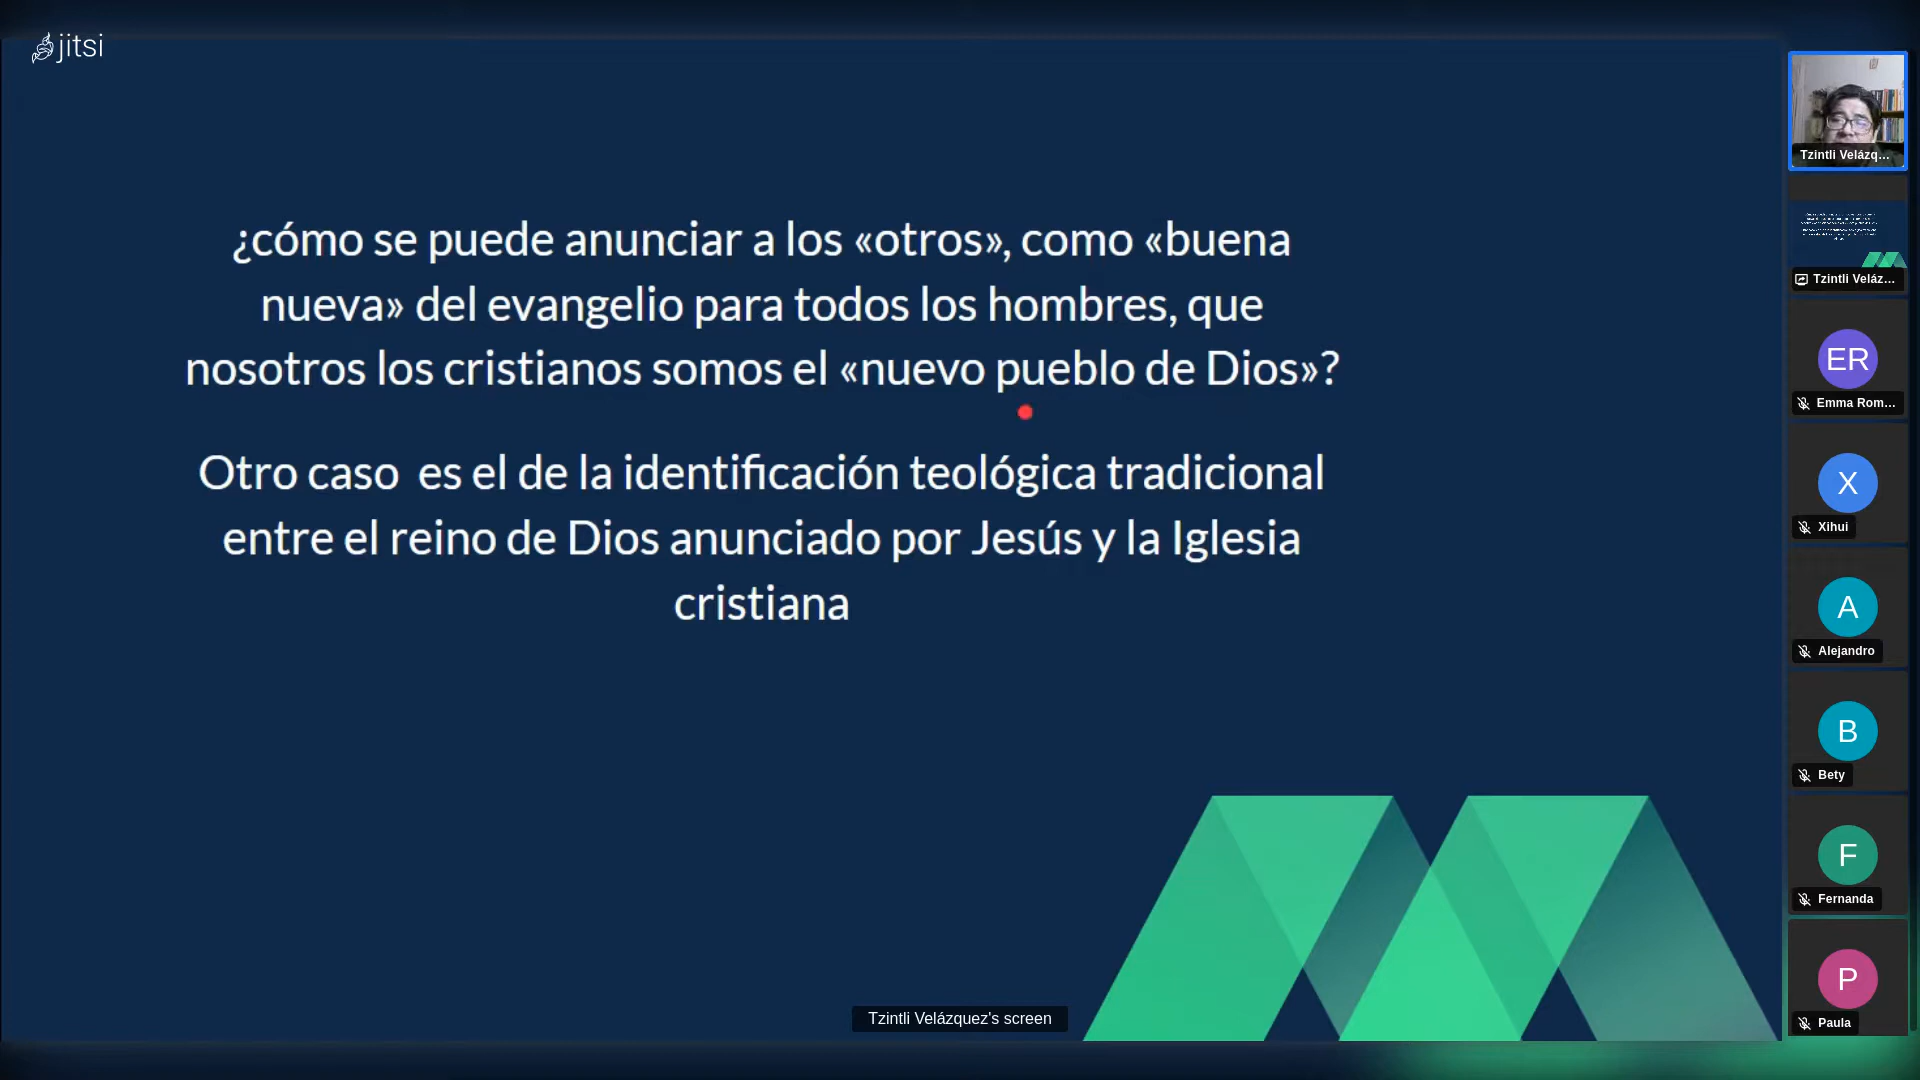 jitsi
¿cómo se puede anunciar a los «otros», como «buena
nueva» del evangelio para todos los hombres, que
nosotros los cristianos somos el «nuevo pueblo de Dios»?
Otro caso  es el de la identificación teológica tradicional
entre el reino de Dios anunciado por Jesús y la Iglesia
cristiana
Tzintli Velázquez's screen
Tzintli Velázq...
Tzintli Veláz...
ER
Emma Rom...
X
Xihui
A
Alejandro
B
Bety
F
Fernanda
P
Paula